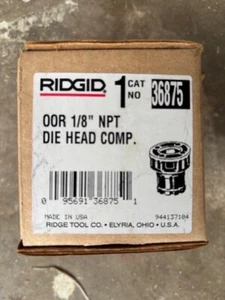 RIDGID 1 CAT NO 36875
OOR 1/8" NPT
DIE HEAD COMP.
0 95691 36875 1
MADE IN USA 944137104
RIDGE TOOL CO. • ELYRIA, OHIO • U.S.A.